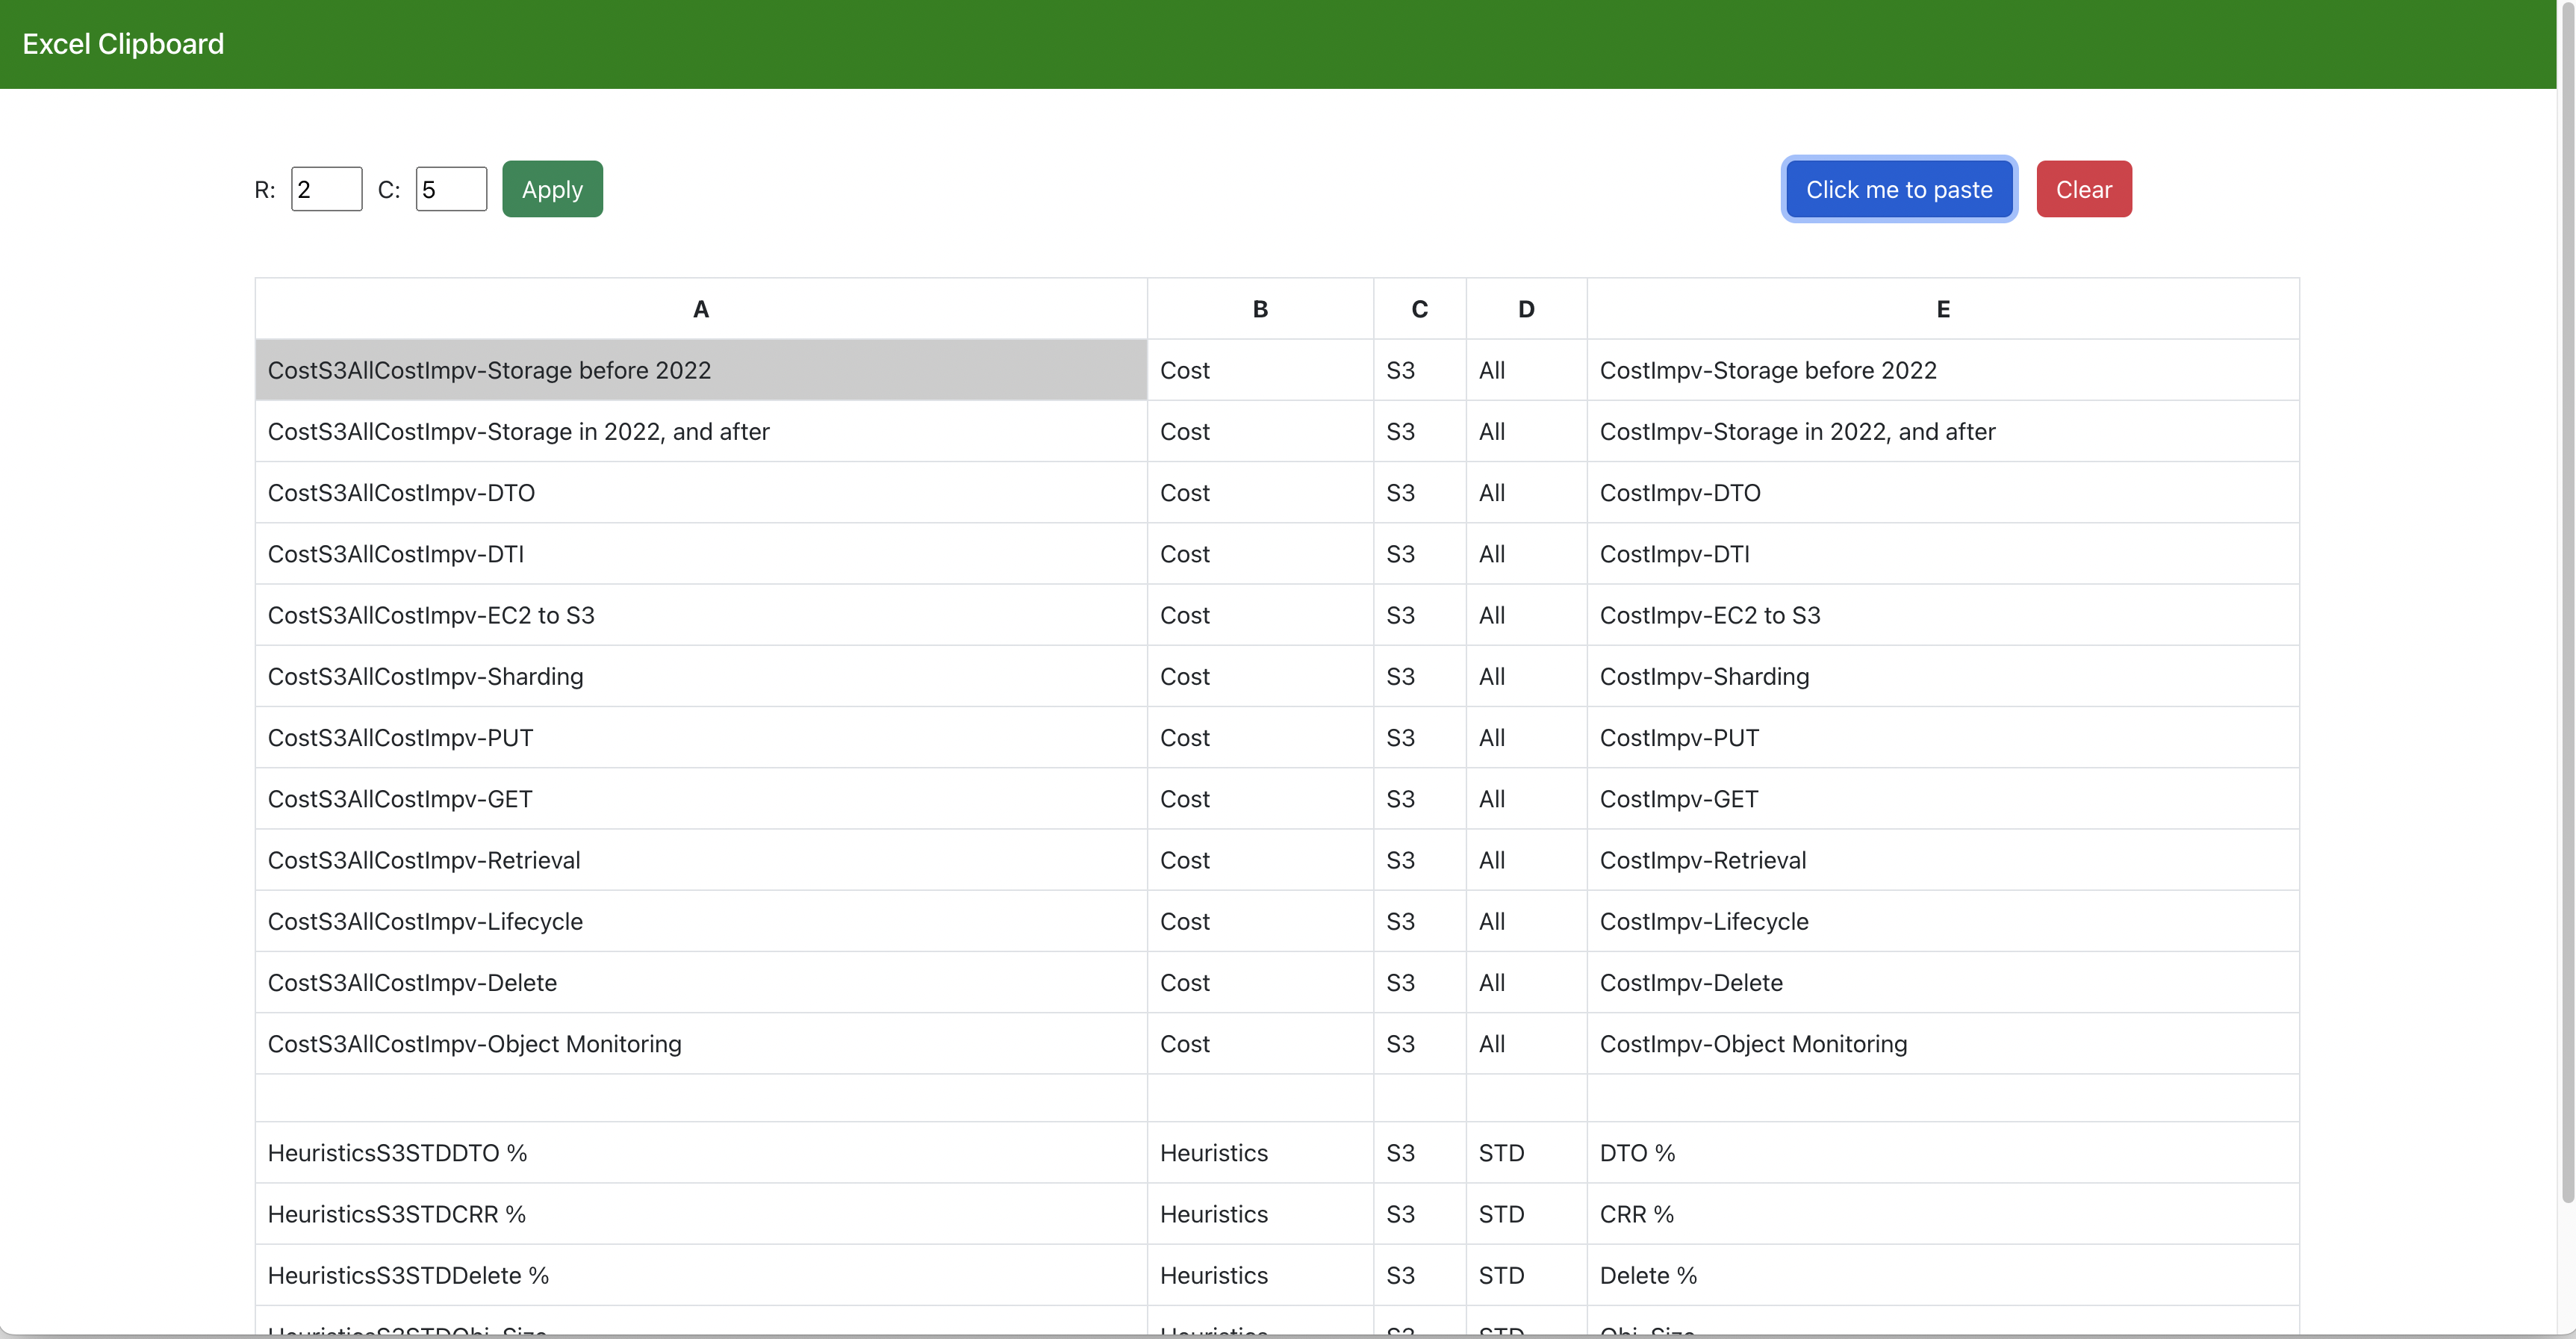 Excel Clipboard
R: 2 C: 5 Apply Click me to paste Clear
A B C D E
CostS3AllCostImpv-Storage before 2022 Cost S3 All CostImpv-Storage before 2022
CostS3AllCostImpv-Storage in 2022, and after Cost S3 All CostImpv-Storage in 2022, and after
CostS3AllCostImpv-DTO Cost S3 All CostImpv-DTO
CostS3AllCostImpv-DTI Cost S3 All CostImpv-DTI
CostS3AllCostImpv-EC2 to S3 Cost S3 All CostImpv-EC2 to S3
CostS3AllCostImpv-Sharding Cost S3 All CostImpv-Sharding
CostS3AllCostImpv-PUT Cost S3 All CostImpv-PUT
CostS3AllCostImpv-GET Cost S3 All CostImpv-GET
CostS3AllCostImpv-Retrieval Cost S3 All CostImpv-Retrieval
CostS3AllCostImpv-Lifecycle Cost S3 All CostImpv-Lifecycle
CostS3AllCostImpv-Delete Cost S3 All CostImpv-Delete
CostS3AllCostImpv-Object Monitoring Cost S3 All CostImpv-Object Monitoring
HeuristicsS3STDDTO % Heuristics S3 STD DTO %
HeuristicsS3STDCRR % Heuristics S3 STD CRR %
HeuristicsS3STDDelete % Heuristics S3 STD Delete %